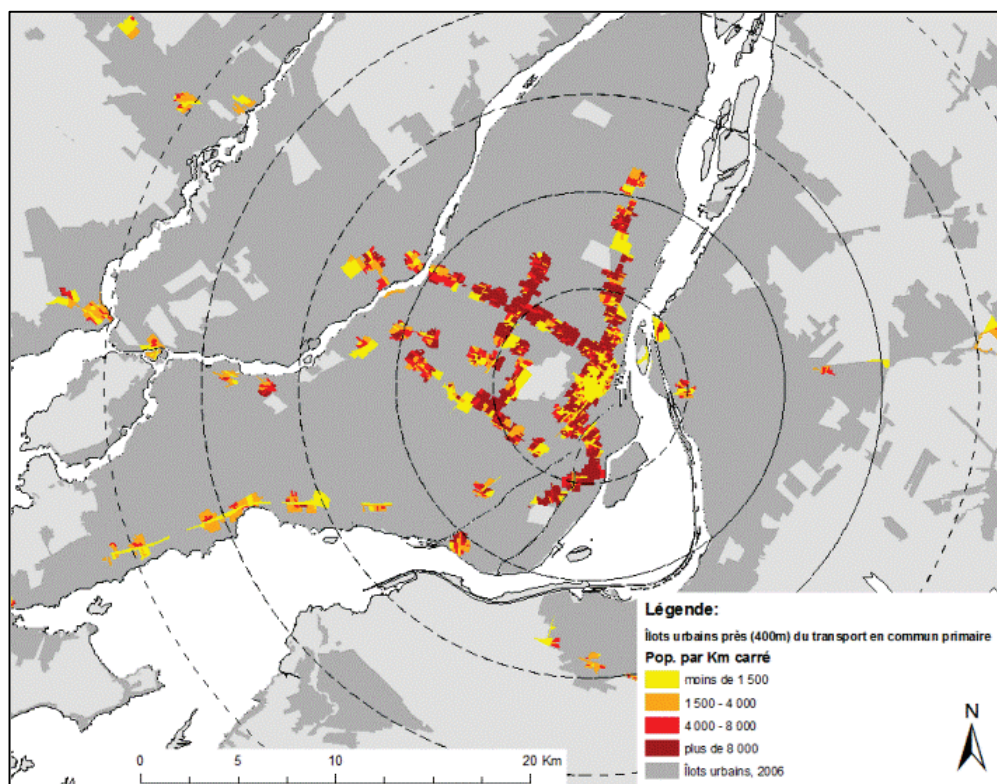 Légende:
Îlots urbains près (400m) du transport en commun primaire
Pop. par Km carré
moins de 1 500
1 500 - 4 000
4 000 - 8 000
plus de 8 000
Îlots urbains, 2006
N
0 5 10 20 Km